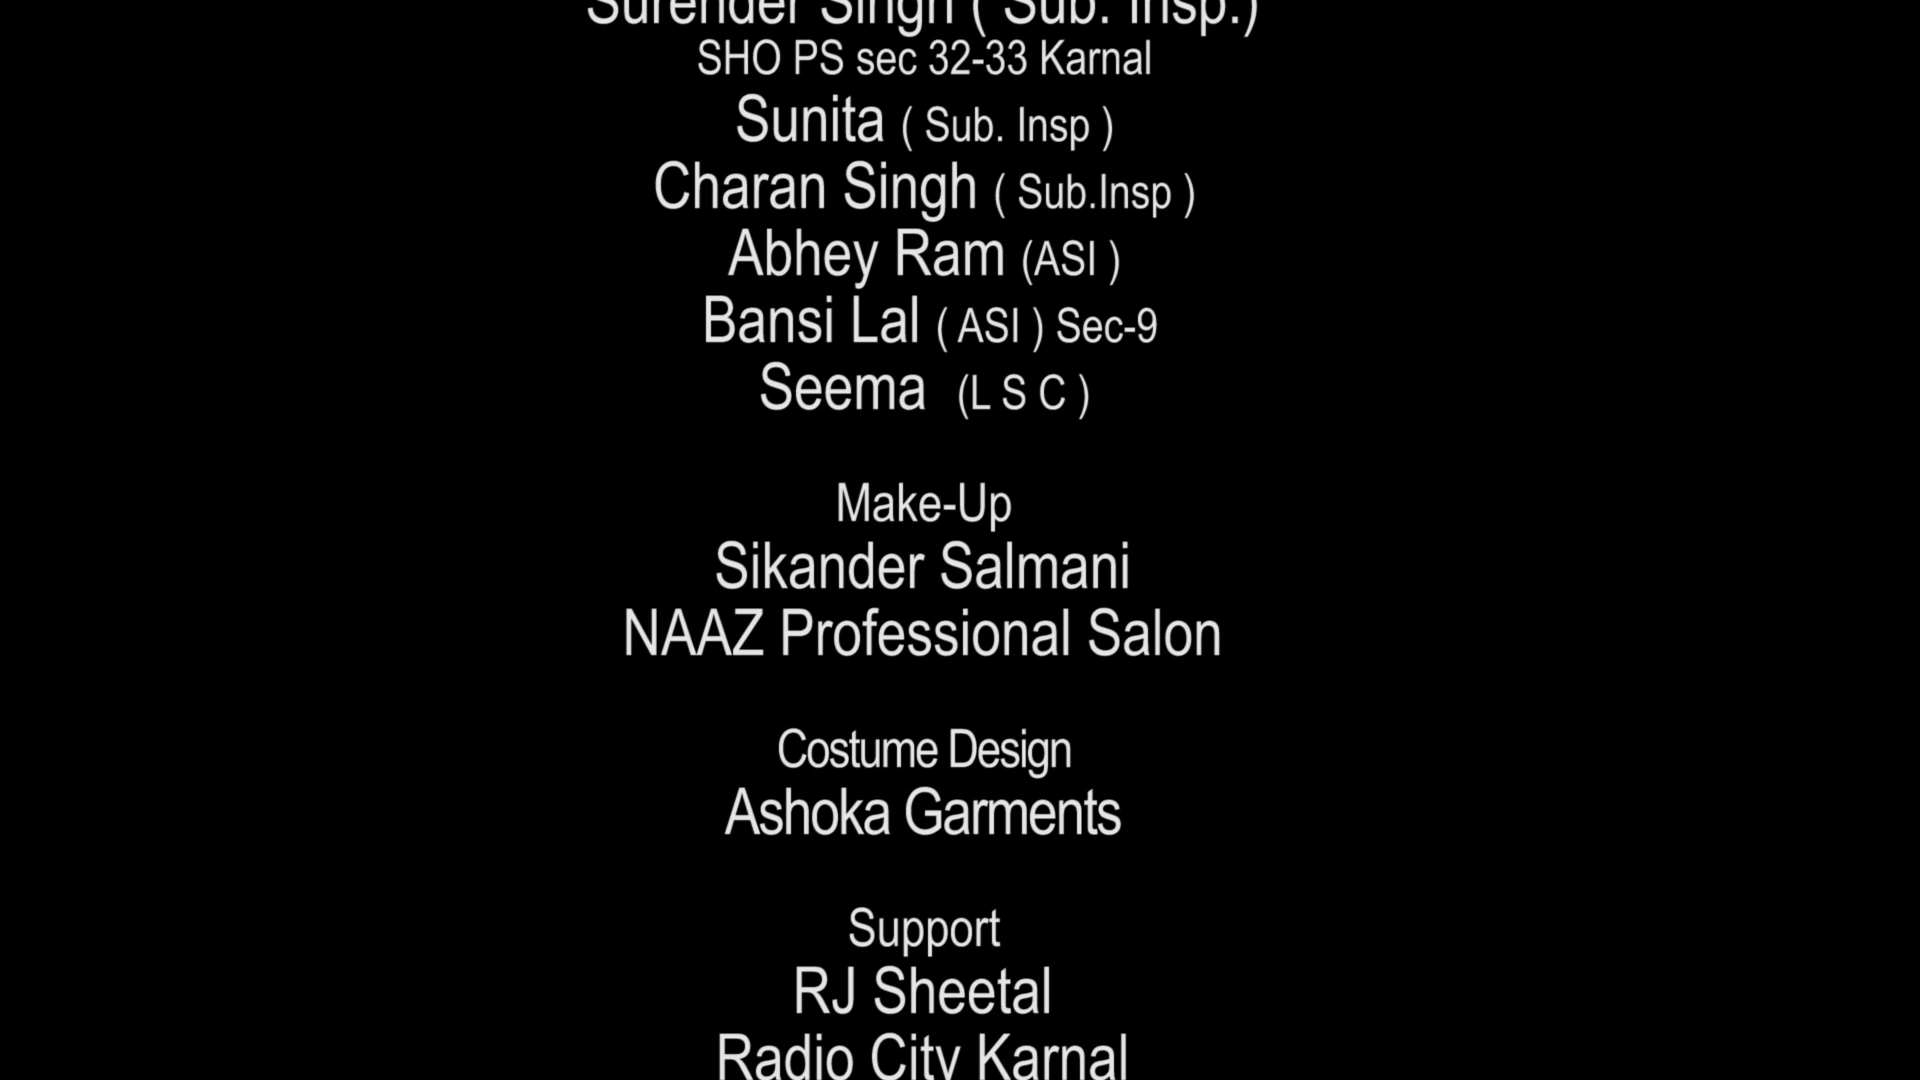 Surender Singh ( Sub. Insp.)
SHO PS sec 32-33 Karnal
Sunita ( Sub. Insp )
Charan Singh ( Sub.Insp )
Abhey Ram (ASI )
Bansi Lal ( ASI ) Sec-9
Seema (L S C )
Make-Up
Sikander Salmani
NAAZ Professional Salon
Costume Design
Ashoka Garments
Support
RJ Sheetal
Radio City Karnal